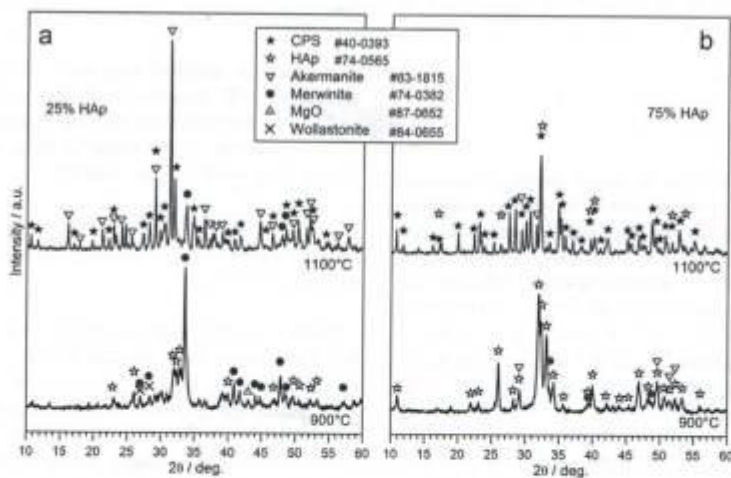 a
25% HAp
★ CPS #40-0393
☆ HAp #74-0565
▽ Akermanite #83-1815
● Merwinite #74-0382
△ MgO #87-0652
× Wollastonite #84-0655
b
75% HAp
Intensity / a.u.
1100°C
1100°C
900°C
900°C
10 15 20 25 30 35 40 45 50 55 60
10 15 20 25 30 35 40 45 50 55 60
2θ / deg.
2θ / deg.